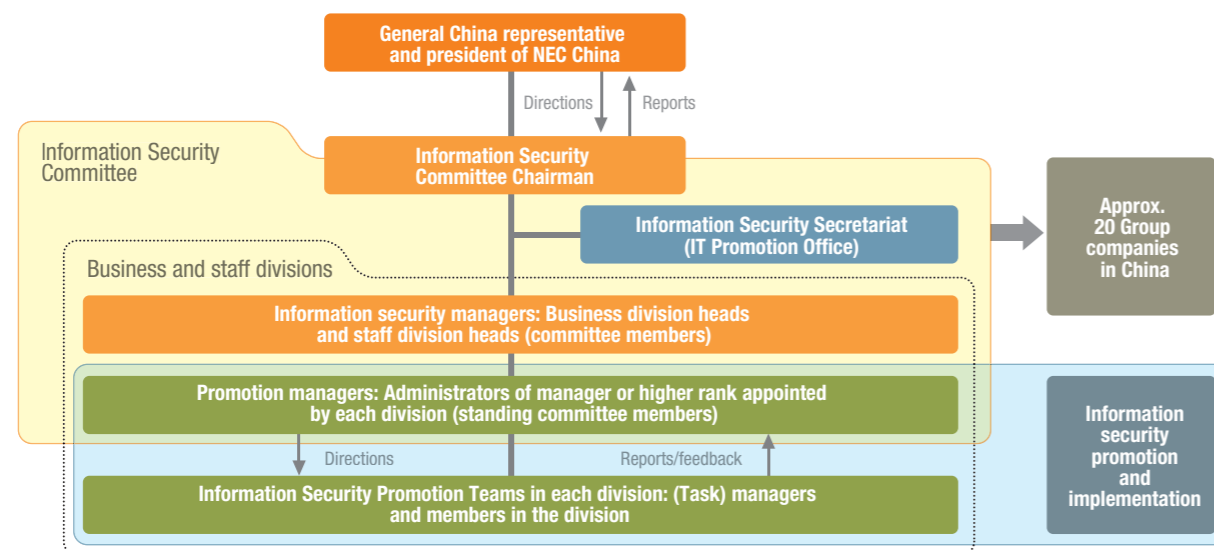 General China representative
and president of NEC China
Directions
Reports
Information Security
Committee
Information Security
Committee Chairman
Information Security Secretariat
(IT Promotion Office)
Approx.
20 Group
companies
in China
Business and staff divisions
Information security managers: Business division heads
and staff division heads (committee members)
Promotion managers: Administrators of manager or higher rank appointed
by each division (standing committee members)
Directions
Reports/feedback
Information Security Promotion Teams in each division: (Task) managers
and members in the division
Information
security
promotion
and
implementation